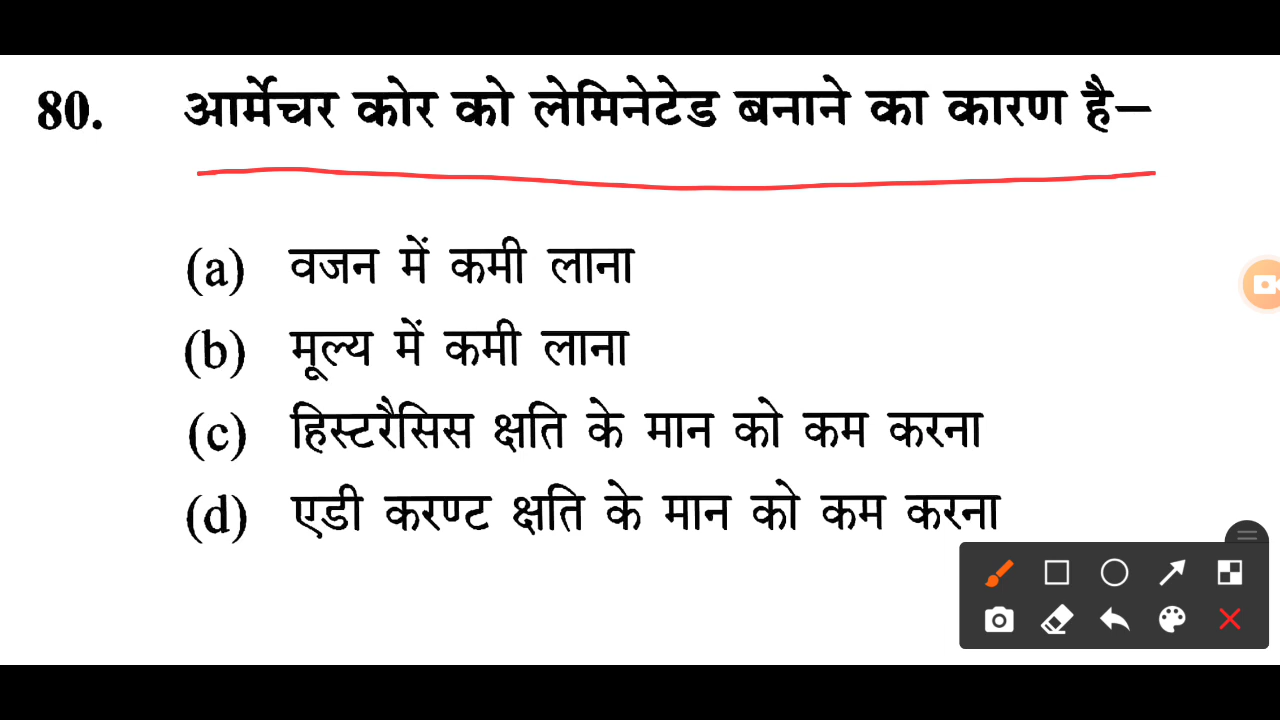 80. आर्मेचर कोर को लेमिनेटेड बनाने का कारण है–
(a) वजन में कमी लाना
(b) मूल्य में कमी लाना
(c) हिस्टरैसिस क्षति के मान को कम करना
(d) एडी करण्ट क्षति के मान को कम करना